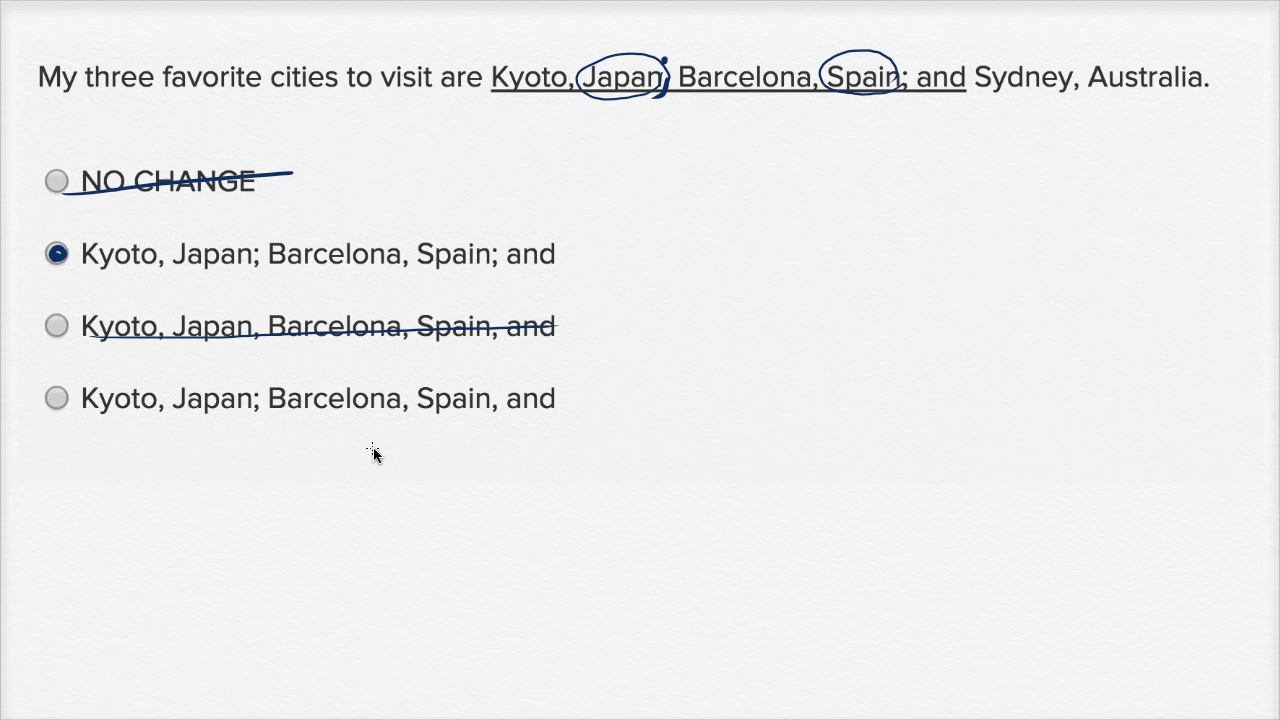 My three favorite cities to visit are Kyoto, Japan; Barcelona, Spain; and Sydney, Australia.
NO CHANGE
Kyoto, Japan; Barcelona, Spain; and
Kyoto, Japan, Barcelona, Spain, and
Kyoto, Japan; Barcelona, Spain, and